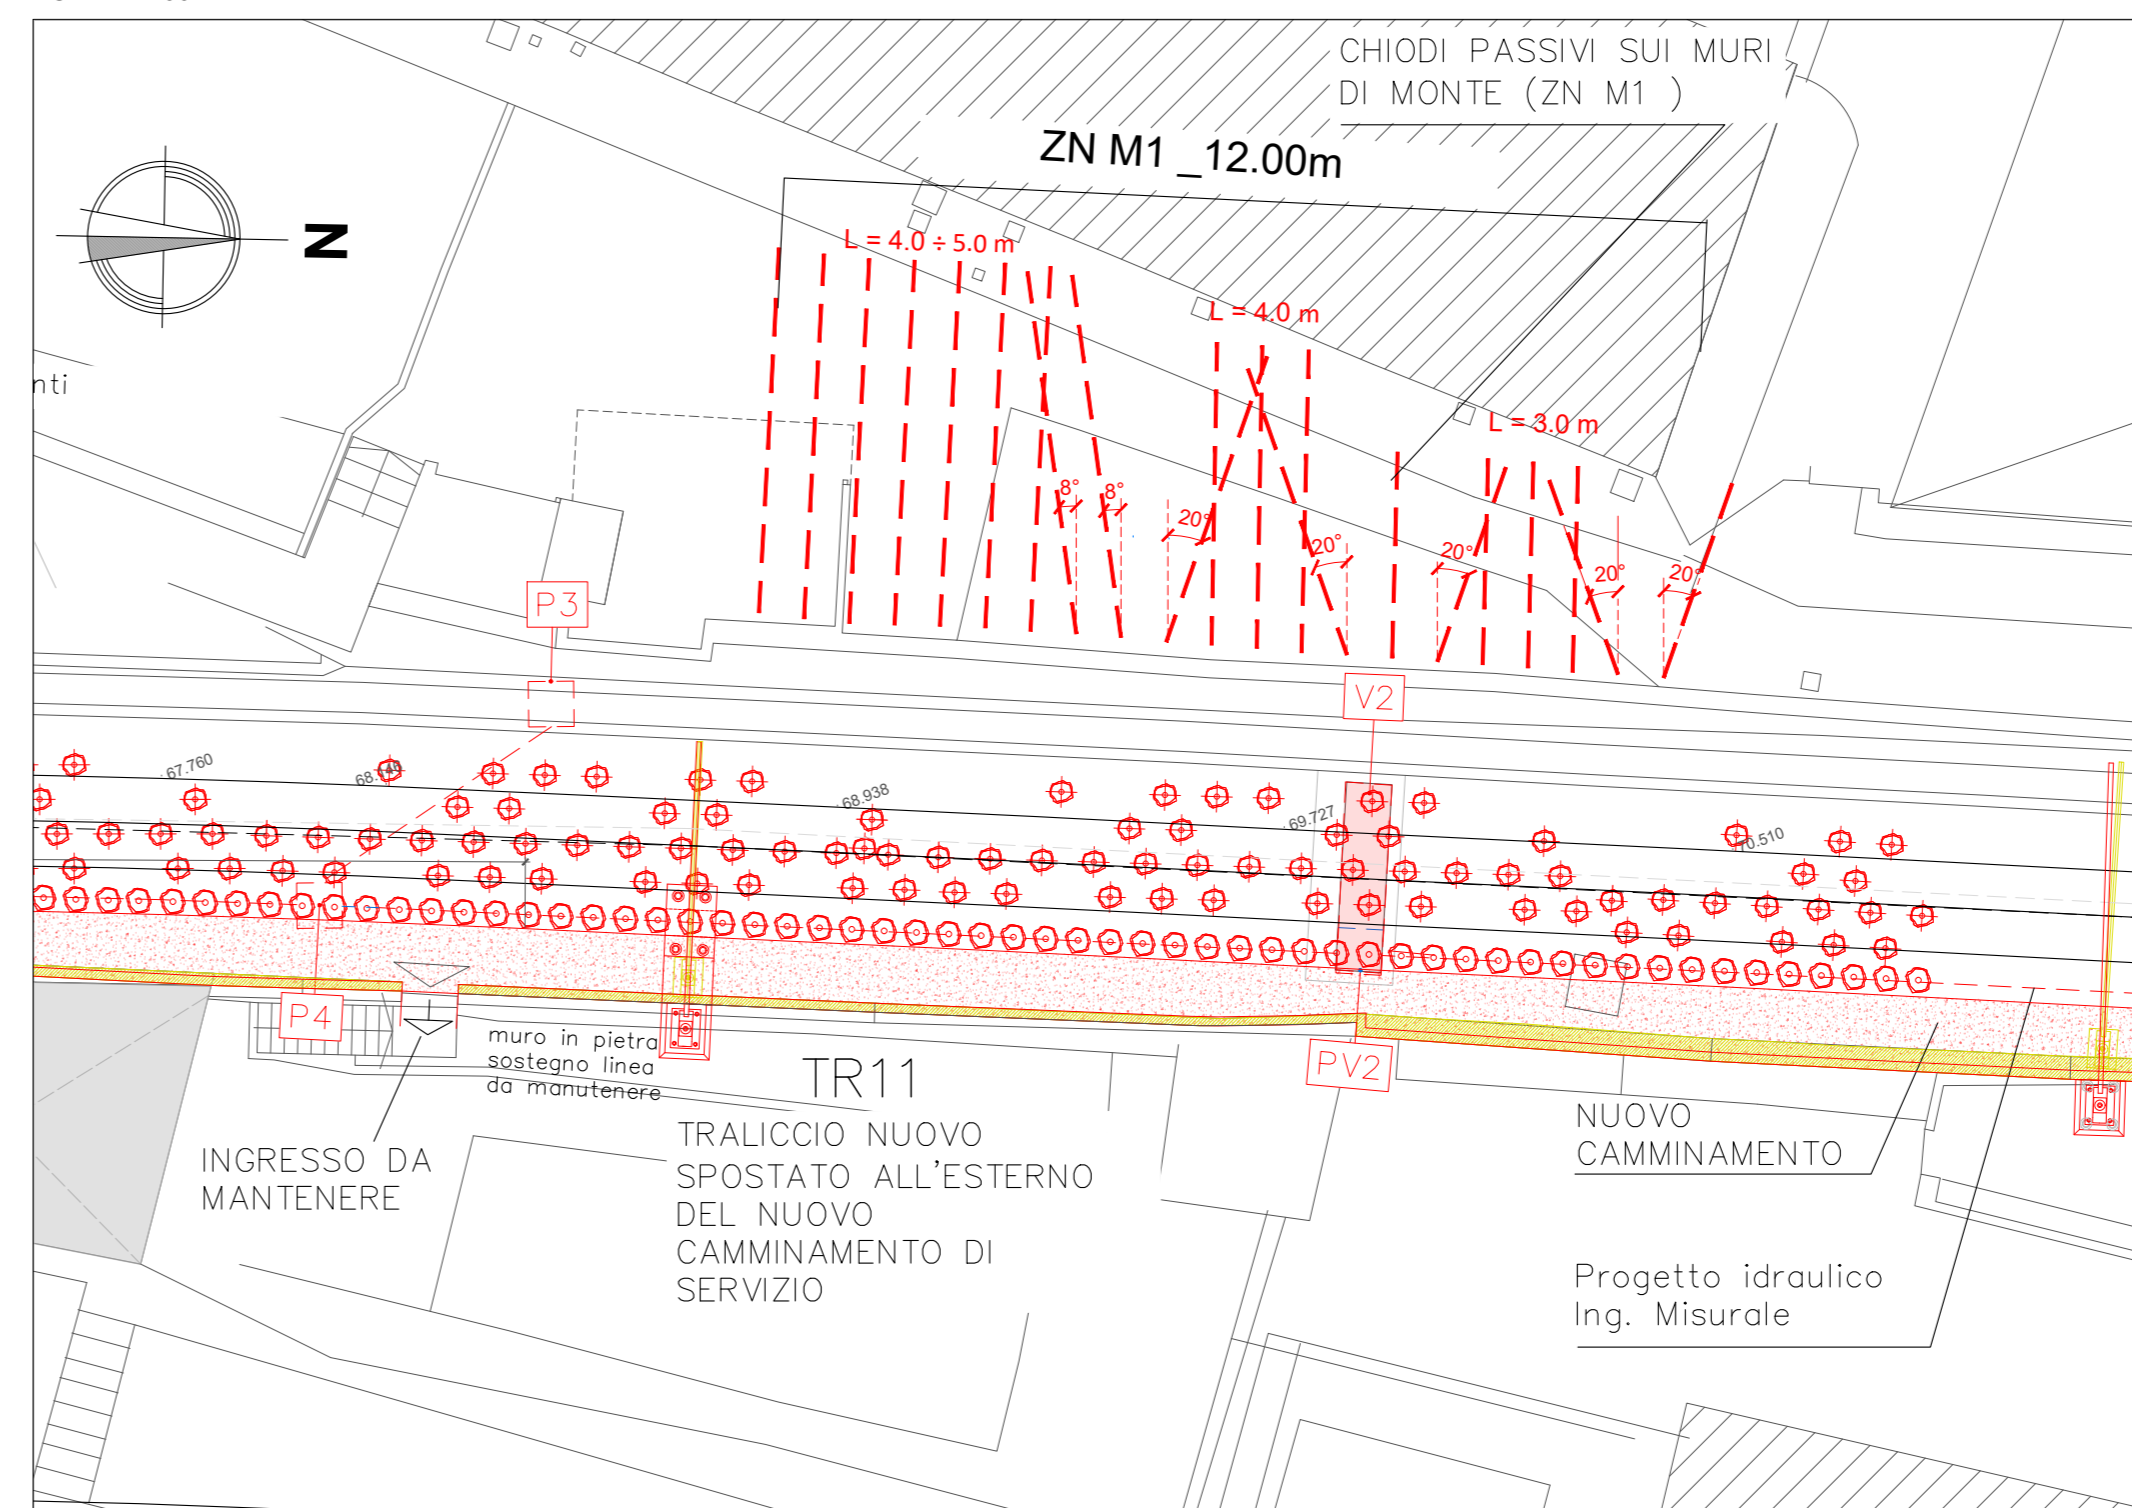 CHIODI PASSIVI SUI MURI
DI MONTE (ZN M1 )
ZN M1 _12.00m
N
L = 4.0 ÷ 5.0 m
L = 4.0 m
L = 3.0 m
nti
8°
8°
20°
20°
20°
20°
20°
P3
V2
67.760
68.938
69.727
P4
PV2
muro in pietra
sostegno linea
da manutenere
TR11
TRALICCIO NUOVO
SPOSTATO ALL'ESTERNO
DEL NUOVO
CAMMINAMENTO DI
SERVIZIO
INGRESSO DA
MANTENERE
NUOVO
CAMMINAMENTO
Progetto idraulico
Ing. Misurale